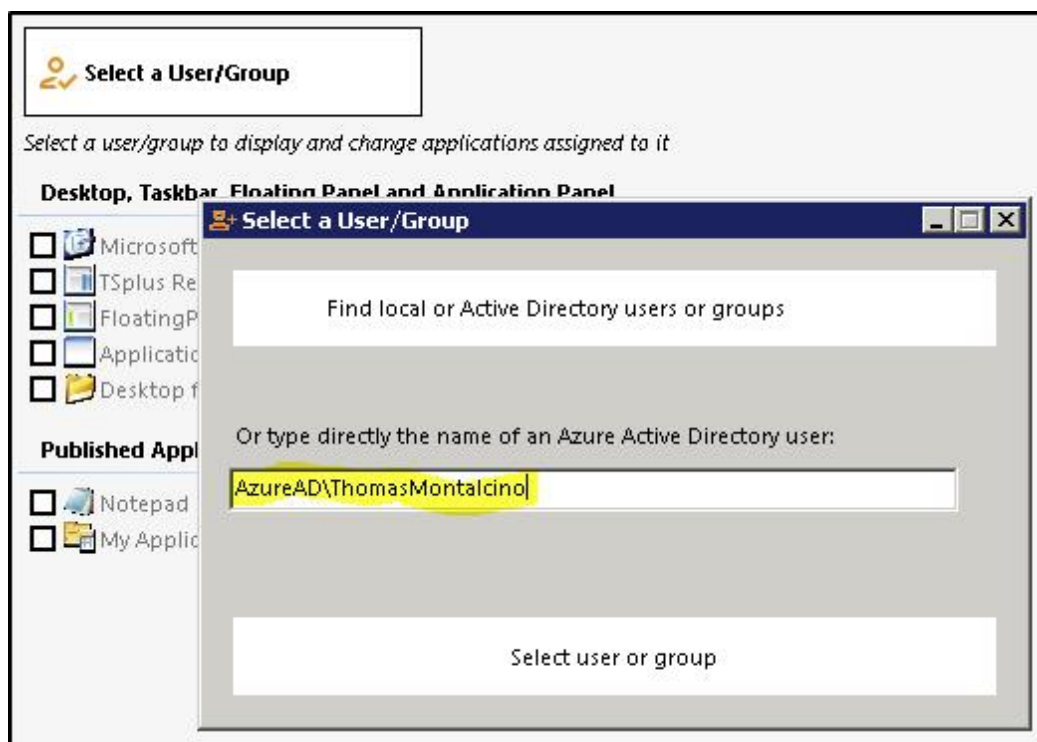 Select a User/Group
Select a user/group to display and change applications assigned to it
Desktop, Taskbar, Floating Panel and Application Panel
Select a User/Group
Microsoft
TSplus Re
FloatingP
Applicatio
Desktop f
Find local or Active Directory users or groups
Or type directly the name of an Azure Active Directory user:
AzureAD\ThomasMontalcino
Published Appl
Notepad
My Applic
Select user or group